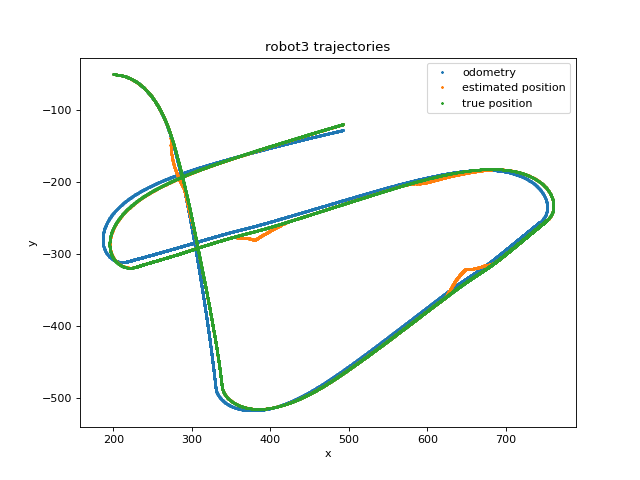 robot3 trajectories
odometry
estimated position
true position
−100
−200
−300
−400
−500
y
200 300 400 500 600 700
x